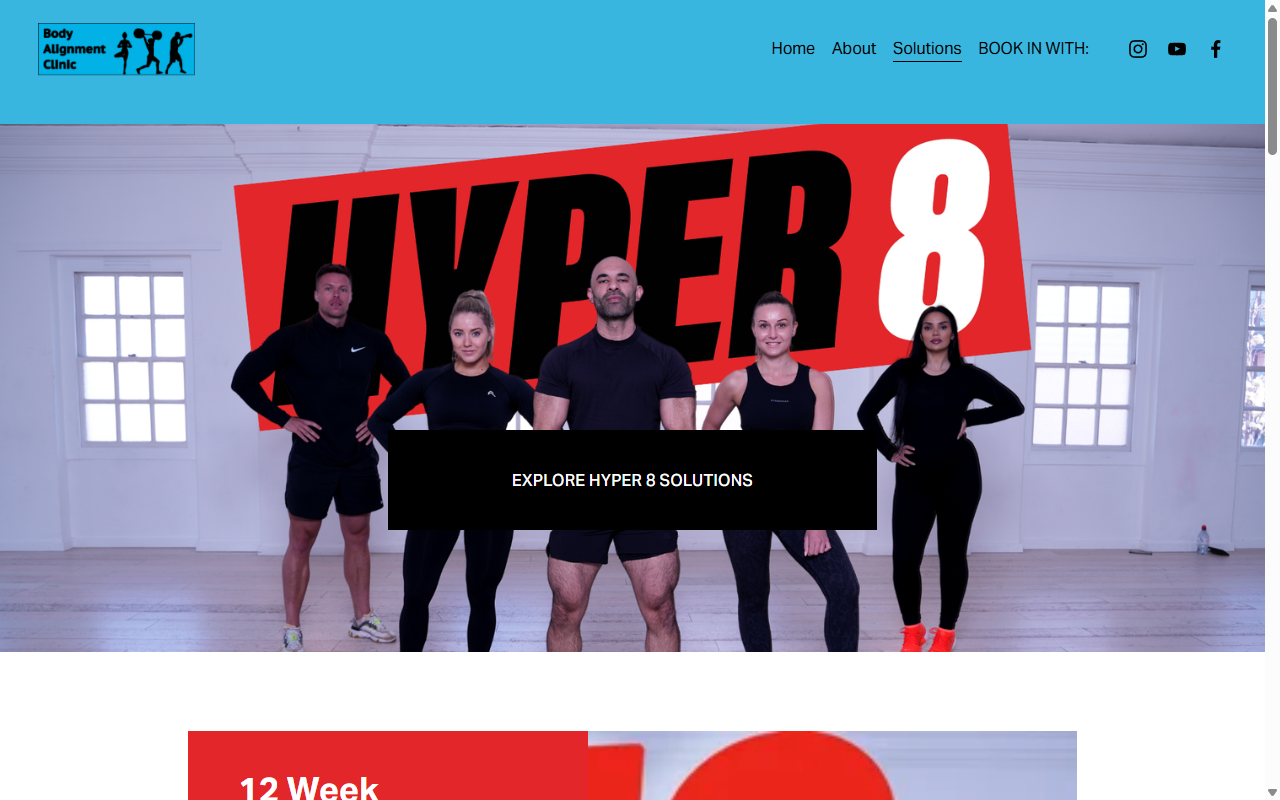 Body
Alignment
Clinic
Home About Solutions BOOK IN WITH:
HYPER 8
EXPLORE HYPER 8 SOLUTIONS
12 Week